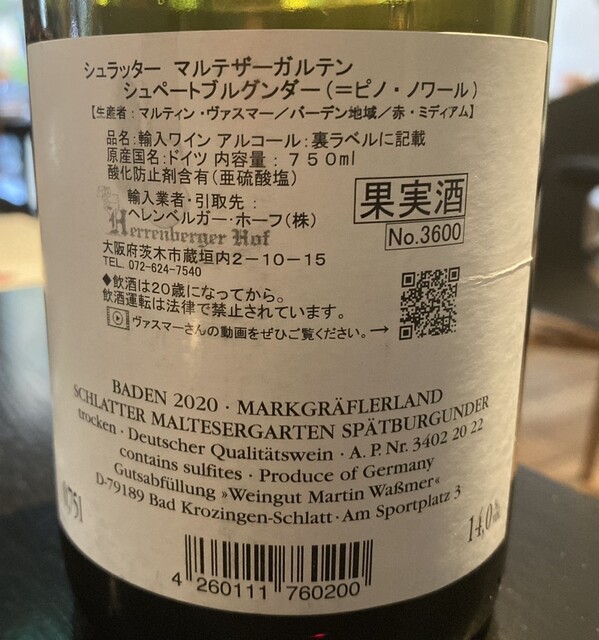 シュラッター マルテザーガルテン
シュペートブルグンダー(＝ピノ・ノワール)
【生産者：マルティン・ヴァスマー／バーデン地域／赤・ミディアム】
品名：輸入ワイン アルコール：裏ラベルに記載
原産国名：ドイツ 内容量：７５０ml
酸化防止剤含有(亜硫酸塩)
輸入業者・引取先：
ヘレンベルガー・ホーフ(株)
Herrenberger Hof
大阪府茨木市蔵垣内2－10－15
TEL. 072-624-7540
果実酒
No.3600
◆飲酒は20歳になってから。
飲酒運転は法律で禁止されています。
ヴァスマーさんの動画をぜひご覧ください。→
BADEN 2020 · MARKGRÄFLERLAND
SCHLATTER MALTESERGARTEN SPÄTBURGUNDER
trocken · Deutscher Qualitätswein · A. P. Nr. 3402 20 22
contains sulfites · Produce of Germany
Gutsabfüllung »Weingut Martin Waßmer«
D-79189 Bad Krozingen-Schlatt · Am Sportplatz 3
0,75 l
14,0
4 260111 760200